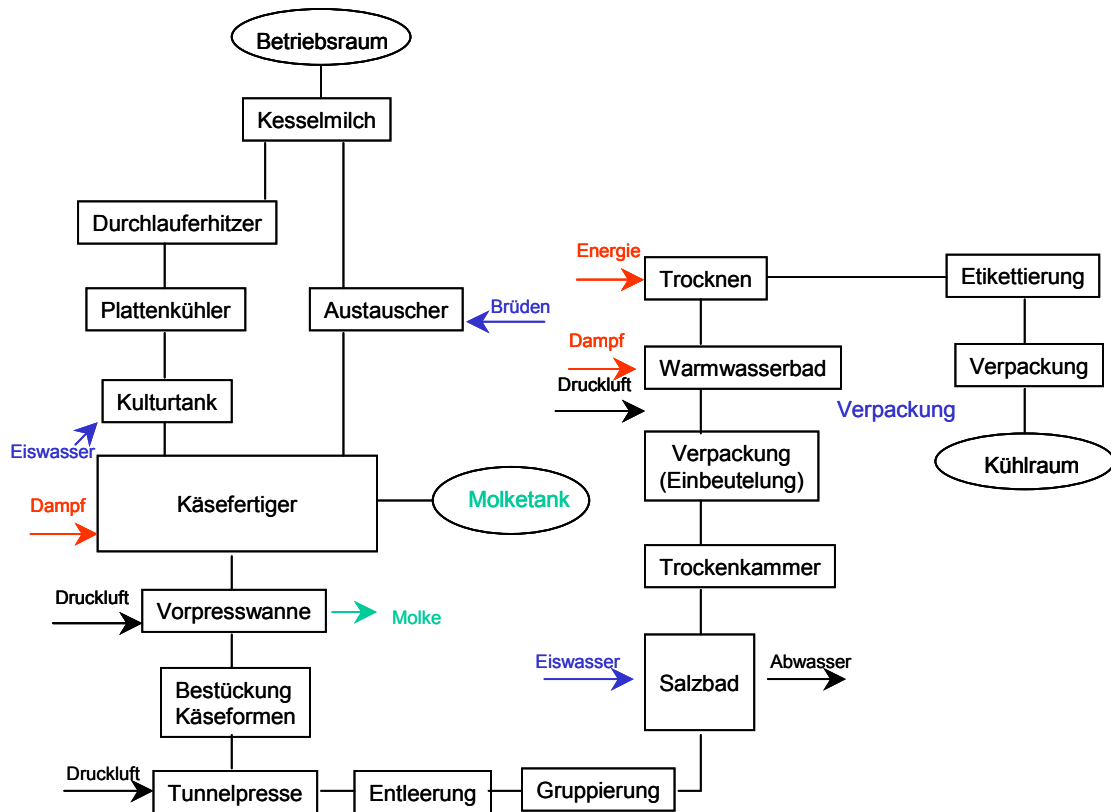 Betriebsraum
Kesselmilch
Durchlauferhitzer
Plattenkühler
Austauscher
Brüden
Kulturtank
Eiswasser
Käsefertiger
Dampf
Molketank
Druckluft
Vorpresswanne
Molke
Bestückung
Käseformen
Druckluft
Tunnelpresse
Entleerung
Gruppierung
Eiswasser
Salzbad
Abwasser
Trockenkammer
Verpackung
(Einbeutelung)
Druckluft
Dampf
Warmwasserbad
Verpackung
Energie
Trocknen
Etikettierung
Verpackung
Kühlraum